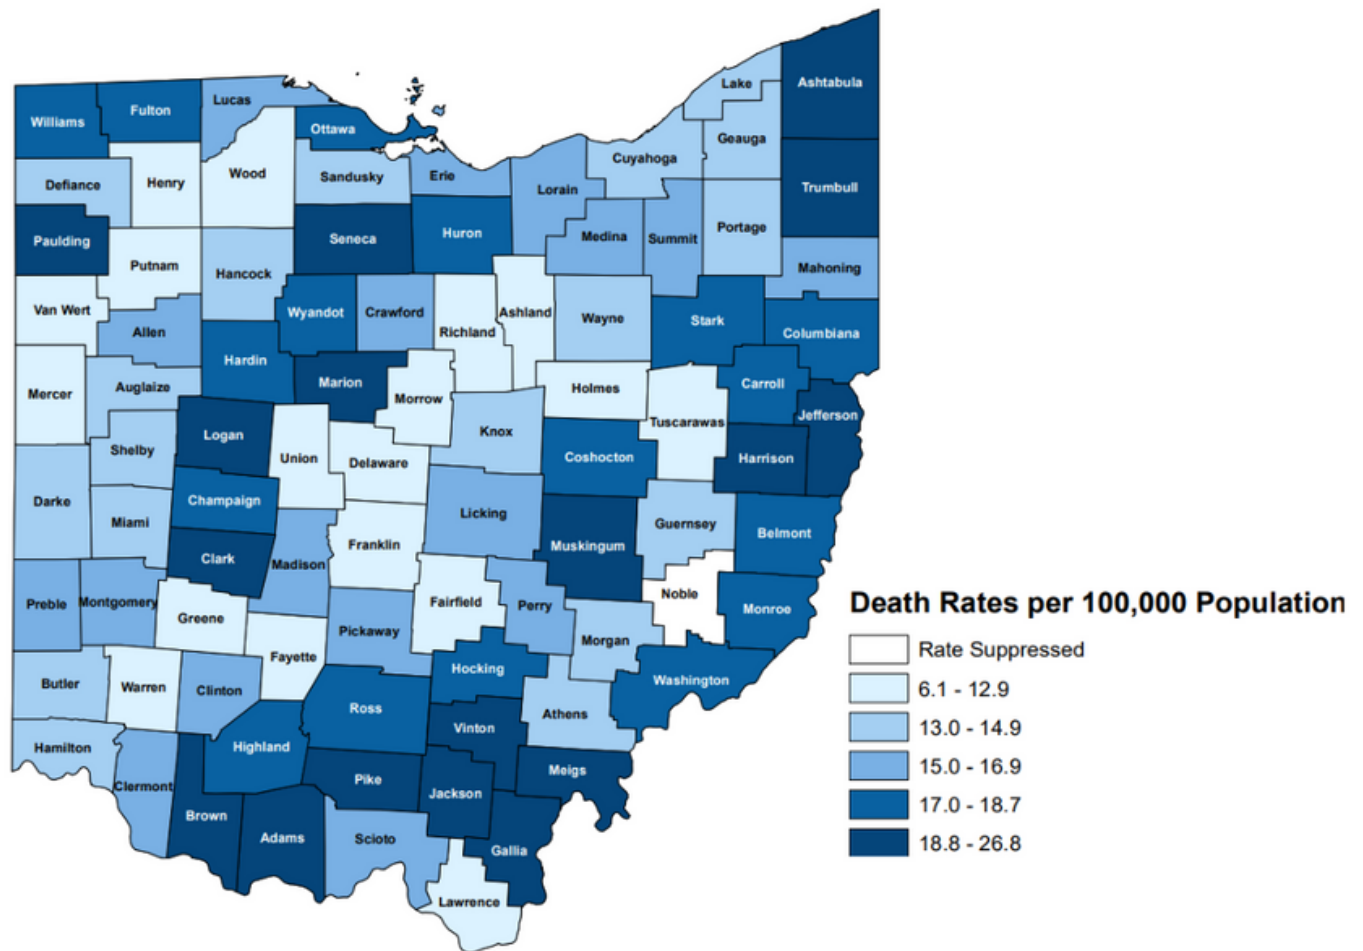 Lake
Ashtabula
Williams
Fulton
Lucas
Ottawa
Geauga
Cuyahoga
Defiance
Henry
Wood
Sandusky
Erie
Lorain
Trumbull
Paulding
Seneca
Huron
Medina
Summit
Portage
Putnam
Hancock
Mahoning
Van Wert
Allen
Wyandot
Crawford
Richland
Ashland
Wayne
Stark
Columbiana
Hardin
Mercer
Auglaize
Marion
Morrow
Holmes
Carroll
Tuscarawas
Jefferson
Logan
Shelby
Union
Delaware
Knox
Coshocton
Harrison
Darke
Champaign
Miami
Licking
Guernsey
Belmont
Clark
Madison
Franklin
Muskingum
Noble
Monroe
Preble
Montgomery
Greene
Pickaway
Fairfield
Perry
Morgan
Fayette
Hocking
Washington
Butler
Warren
Clinton
Ross
Vinton
Athens
Hamilton
Highland
Clermont
Pike
Jackson
Meigs
Brown
Adams
Scioto
Gallia
Lawrence
Death Rates per 100,000 Population
Rate Suppressed
6.1 - 12.9
13.0 - 14.9
15.0 - 16.9
17.0 - 18.7
18.8 - 26.8